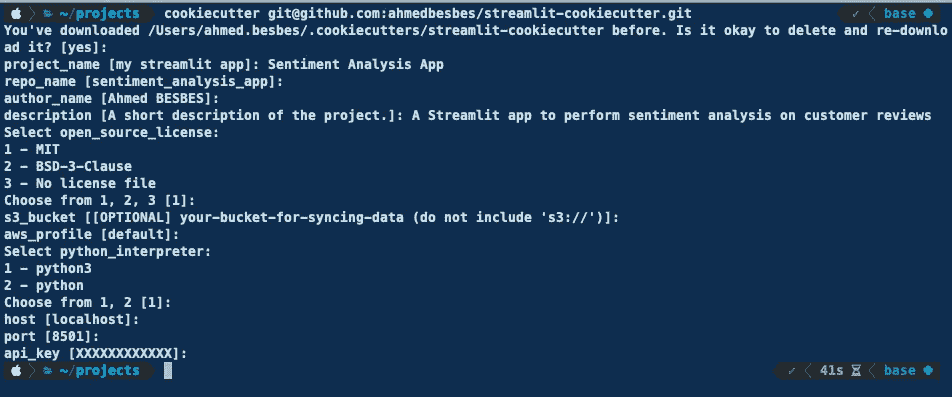 ~/projects cookiecutter git@github.com:ahmedbesbes/streamlit-cookiecutter.git ✓ base
You've downloaded /Users/ahmed.besbes/.cookiecutters/streamlit-cookiecutter before. Is it okay to delete and re-downlo
ad it? [yes]:
project_name [my streamlit app]: Sentiment Analysis App
repo_name [sentiment_analysis_app]:
author_name [Ahmed BESBES]:
description [A short description of the project.]: A Streamlit app to perform sentiment analysis on customer reviews
Select open_source_license:
1 - MIT
2 - BSD-3-Clause
3 - No license file
Choose from 1, 2, 3 [1]:
s3_bucket [[OPTIONAL] your-bucket-for-syncing-data (do not include 's3://')]:
aws_profile [default]:
Select python_interpreter:
1 - python3
2 - python
Choose from 1, 2 [1]:
host [localhost]:
port [8501]:
api_key [XXXXXXXXXXXX]:
~/projects ✓ 41s base